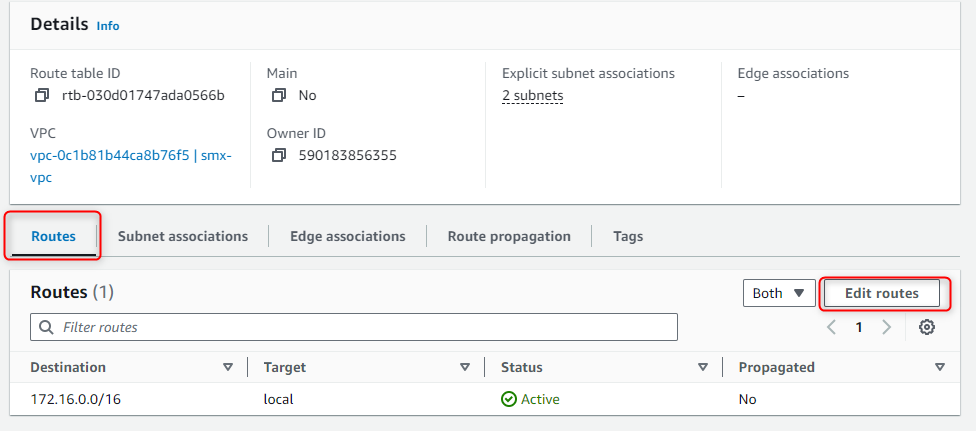 Details Info
Route table ID
rtb-030d01747ada0566b
Main
No
Explicit subnet associations
2 subnets
Edge associations
–
VPC
vpc-0c1b81b44ca8b76f5 | smx-
vpc
Owner ID
590183856355
Routes Subnet associations Edge associations Route propagation Tags
Routes (1) Both Edit routes
Filter routes 1
Destination Target Status Propagated
172.16.0.0/16 local Active No